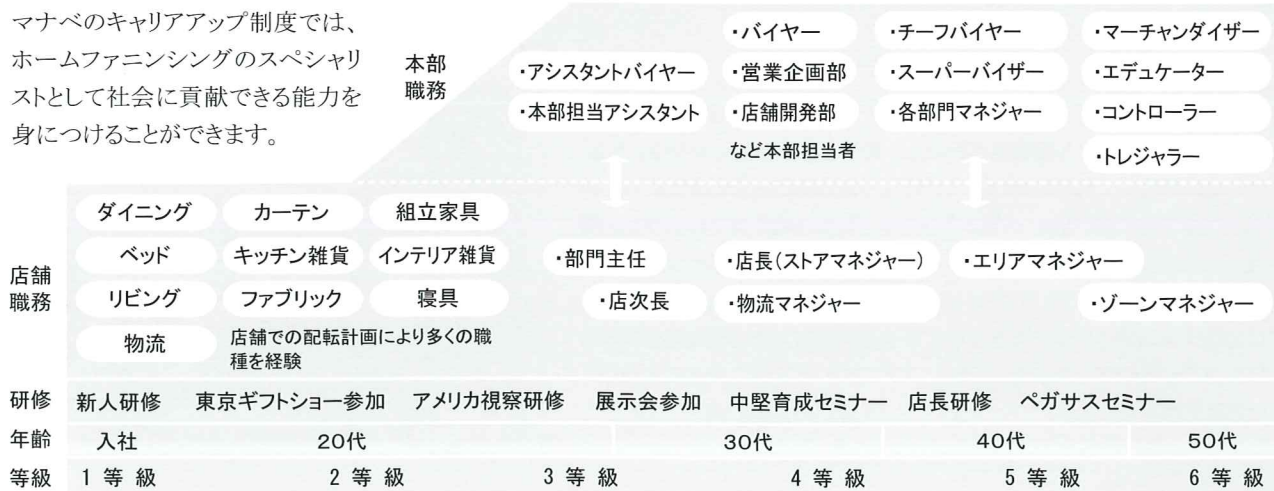 マナベのキャリアアップ制度では、
ホームファニンシングのスペシャリ
ストとして社会に貢献できる能力を
身につけることができます。
本部
職務
・アシスタントバイヤー
・本部担当アシスタント
・バイヤー
・営業企画部
・店舗開発部
など本部担当者
・チーフバイヤー
・スーパーバイザー
・各部門マネジャー
・マーチャンダイザー
・エデュケーター
・コントローラー
・トレジャラー
店舗
職務
ダイニング カーテン 組立家具
ベッド キッチン雑貨 インテリア雑貨
リビング ファブリック 寝具
物流
店舗での配転計画により多くの職
種を経験
・部門主任
・店次長
・店長(ストアマネジャー)
・物流マネジャー
・エリアマネジャー
・ゾーンマネジャー
研修 新人研修 東京ギフトショー参加 アメリカ視察研修 展示会参加 中堅育成セミナー 店長研修 ペガサスセミナー
年齢 入社 20代 30代 40代 50代
等級 1等級 2等級 3等級 4等級 5等級 6等級